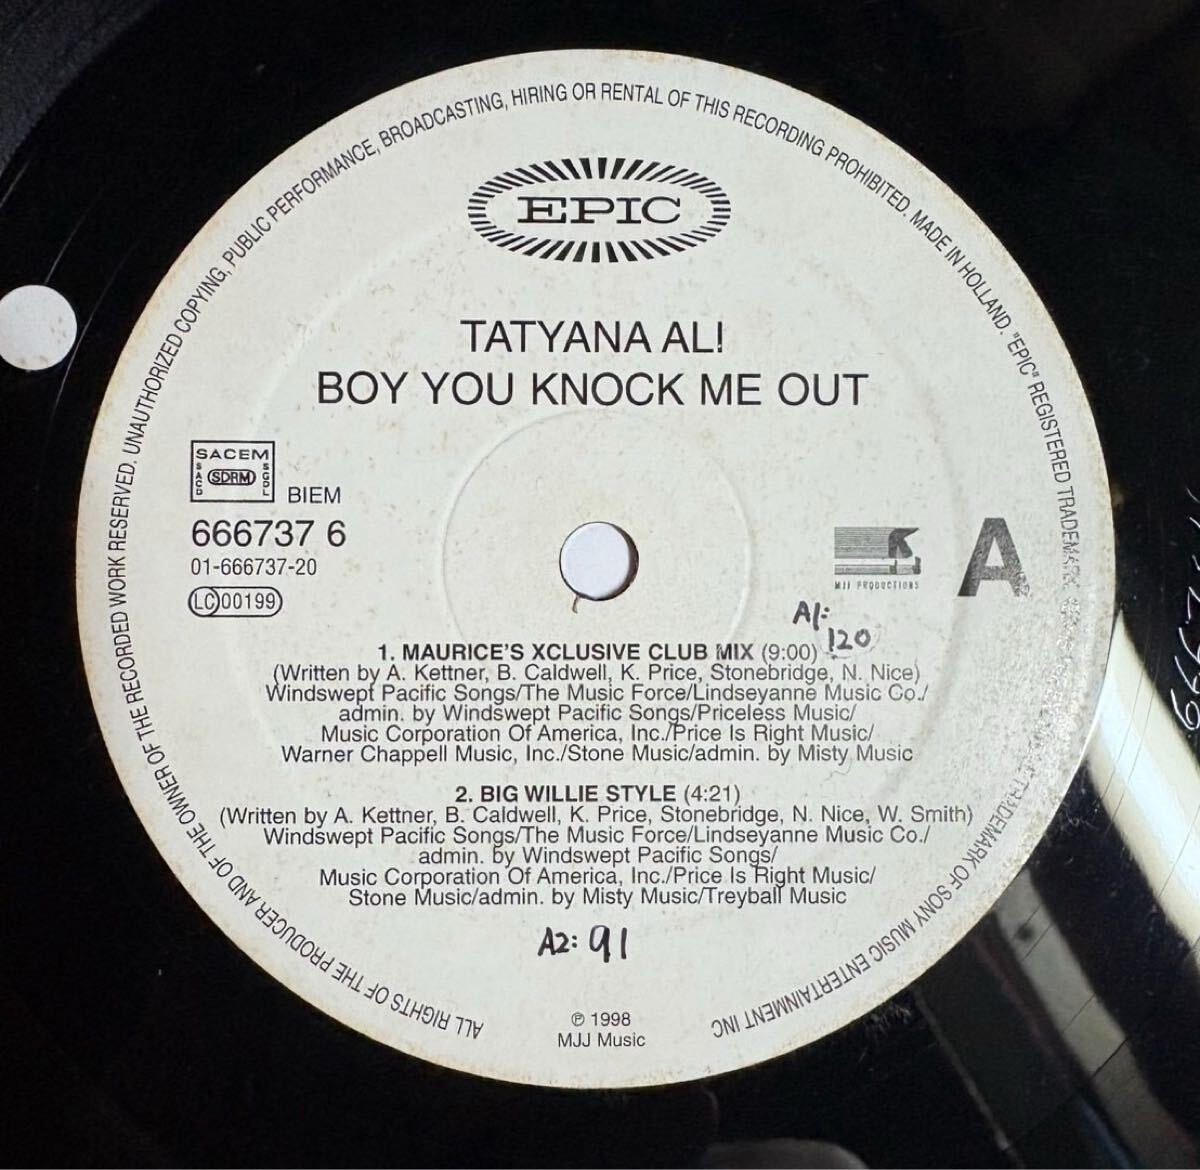 ALL RIGHTS OF THE PRODUCER AND OF THE OWNER OF THE RECORDED WORK RESERVED. UNAUTHORIZED COPYING, PUBLIC PERFORMANCE, BROADCASTING, HIRING OR RENTAL OF THIS RECORDING PROHIBITED. MADE IN HOLLAND. "EPIC" REGISTERED TRADEMARK TRADEMARK OF SONY MUSIC ENTERTAINMENT INC
EPIC
TATYANA ALI
BOY YOU KNOCK ME OUT
SACEM
SACD SDRM SGDL
BIEM
666737 6
01-666737-20
LC 00199
MJJ PRODUCTIONS
A
A1: 120
1. MAURICE'S XCLUSIVE CLUB MIX (9:00)
(Written by A. Kettner, B. Caldwell, K. Price, Stonebridge, N. Nice)
Windswept Pacific Songs/The Music Force/Lindseyanne Music Co./
admin. by Windswept Pacific Songs/Priceless Music/
Music Corporation Of America, Inc./Price Is Right Music/
Warner Chappell Music, Inc./Stone Music/admin. by Misty Music
2. BIG WILLIE STYLE (4:21)
(Written by A. Kettner, B. Caldwell, K. Price, Stonebridge, N. Nice, W. Smith)
Windswept Pacific Songs/The Music Force/Lindseyanne Music Co./
admin. by Windswept Pacific Songs/
Music Corporation Of America, Inc./Price Is Right Music/
Stone Music/admin. by Misty Music/Treyball Music
A2: 91
℗ 1998
MJJ Music